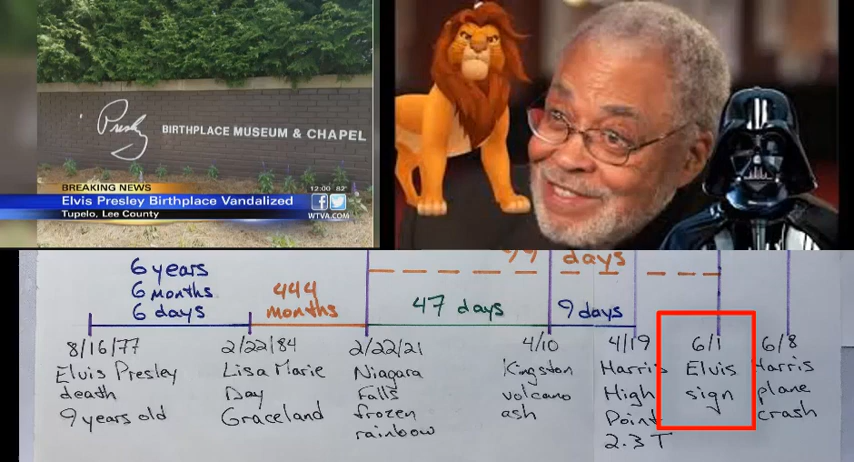 Presley BIRTHPLACE MUSEUM & CHAPEL
BREAKING NEWS
12:00 82°
Elvis Presley Birthplace Vandalized
Tupelo, Lee County
WTVA.COM
days
6 years
6 months
6 days
444
months
47 days
9 days
8/16/77
Elvis Presley
death
9 years old
2/22/84
Lisa Marie
Day
Graceland
2/22/21
Niagara
Falls
frozen
rainbow
4/10
Kingston
volcano
ash
4/19
Harris
High
Point
2.3 T
6/1
Elvis
sign
6/8
Harris
plane
crash